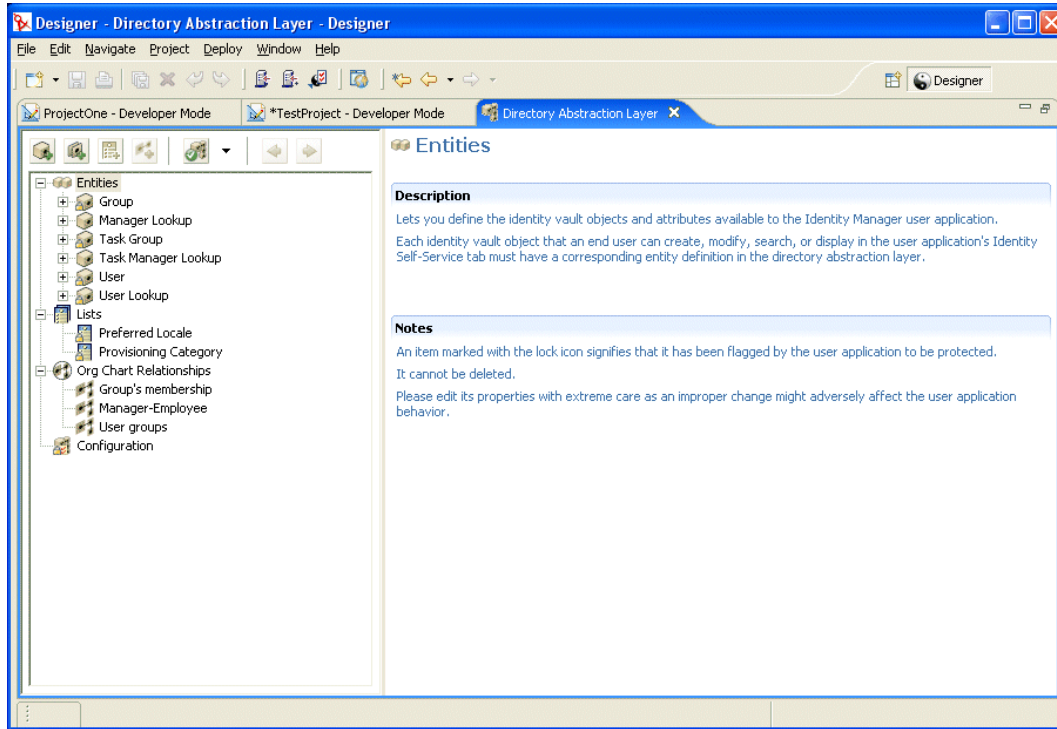 Designer - Directory Abstraction Layer - Designer
File Edit Navigate Project Deploy Window Help
Designer
ProjectOne - Developer Mode
*TestProject - Developer Mode
Directory Abstraction Layer
Entities
Group
Manager Lookup
Task Group
Task Manager Lookup
User
User Lookup
Lists
Preferred Locale
Provisioning Category
Org Chart Relationships
Group's membership
Manager-Employee
User groups
Configuration
Entities
Description
Lets you define the identity vault objects and attributes available to the Identity Manager user application.
Each identity vault object that an end user can create, modify, search, or display in the user application's Identity
Self-Service tab must have a corresponding entity definition in the directory abstraction layer.
Notes
An item marked with the lock icon signifies that it has been flagged by the user application to be protected.
It cannot be deleted.
Please edit its properties with extreme care as an improper change might adversely affect the user application
behavior.